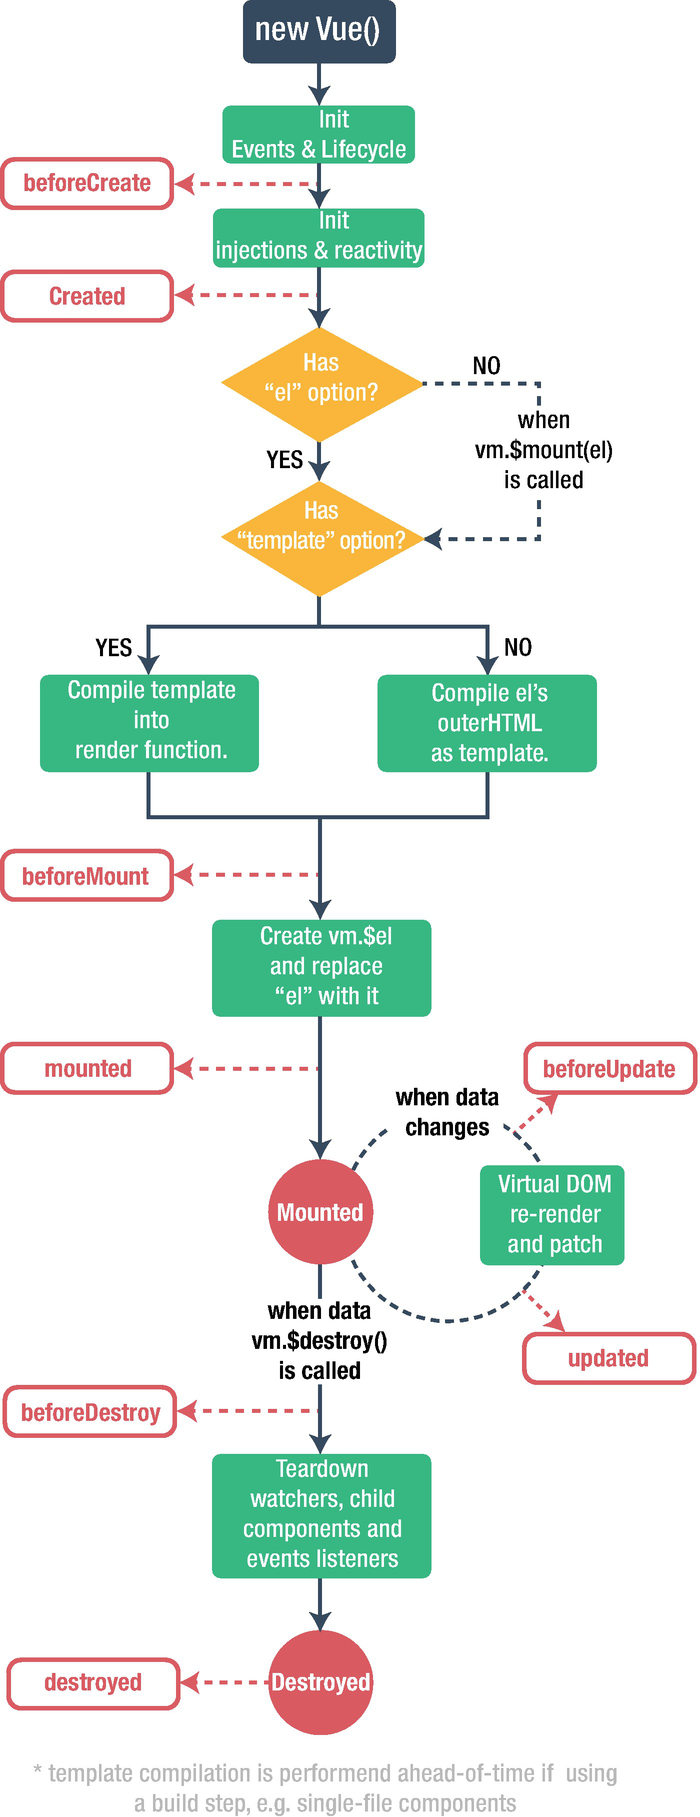 new Vue()
Init
Events & Lifecycle
beforeCreate
Init
injections & reactivity
Created
Has
“el” option?
NO
when
vm.$mount(el)
is called
YES
Has
“template” option?
YES
NO
Compile template
into
render function.
Compile el’s
outerHTML
as template.
beforeMount
Create vm.$el
and replace
“el” with it
mounted
beforeUpdate
when data
changes
Virtual DOM
re-render
and patch
Mounted
when data
vm.$destroy()
is called
updated
beforeDestroy
Teardown
watchers, child
components and
events listeners
destroyed
Destroyed
* template compilation is performend ahead-of-time if using
a build step, e.g. single-file components